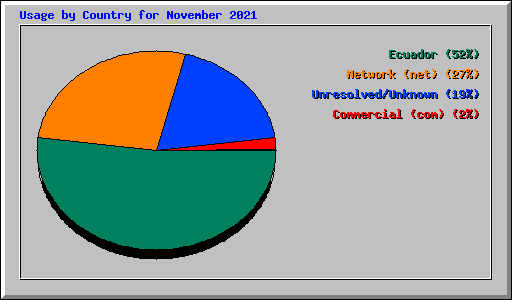 Usage by Country for November 2021
Ecuador (52%)
Network (net) (27%)
Unresolved/Unknown (19%)
Commercial (com) (2%)